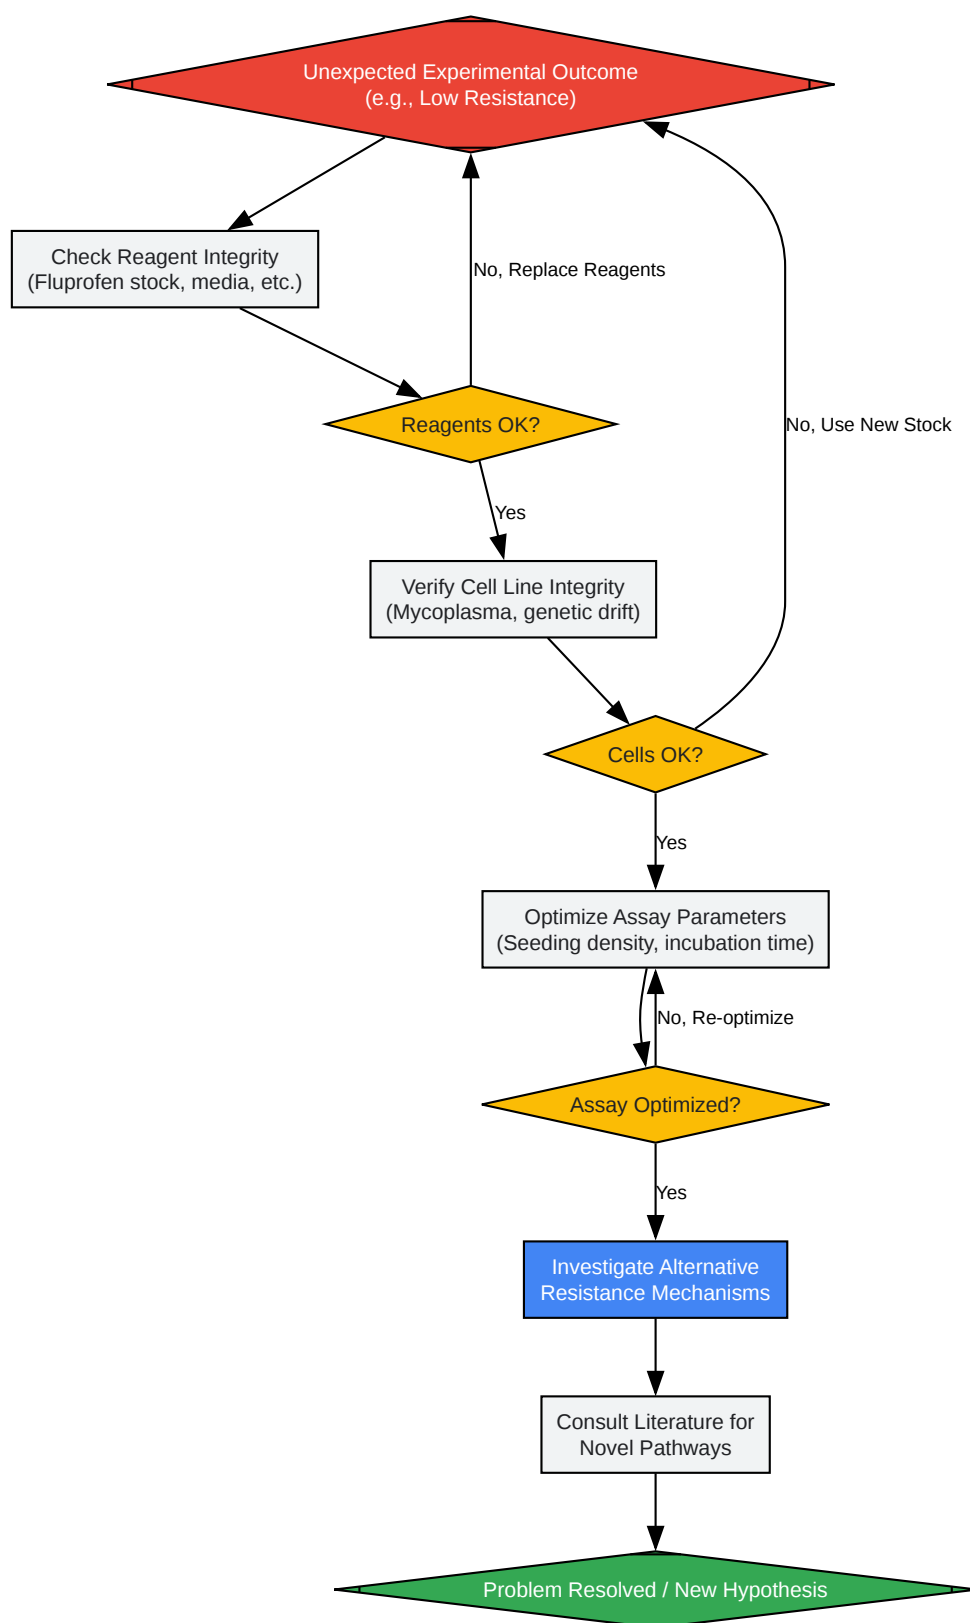 Unexpected Experimental Outcome
(e.g., Low Resistance)
Check Reagent Integrity
(Fluprofen stock, media, etc.)
No, Replace Reagents
Reagents OK?
No, Use New Stock
Yes
Verify Cell Line Integrity
(Mycoplasma, genetic drift)
Cells OK?
Yes
Optimize Assay Parameters
(Seeding density, incubation time)
No, Re-optimize
Assay Optimized?
Yes
Investigate Alternative
Resistance Mechanisms
Consult Literature for
Novel Pathways
Problem Resolved / New Hypothesis